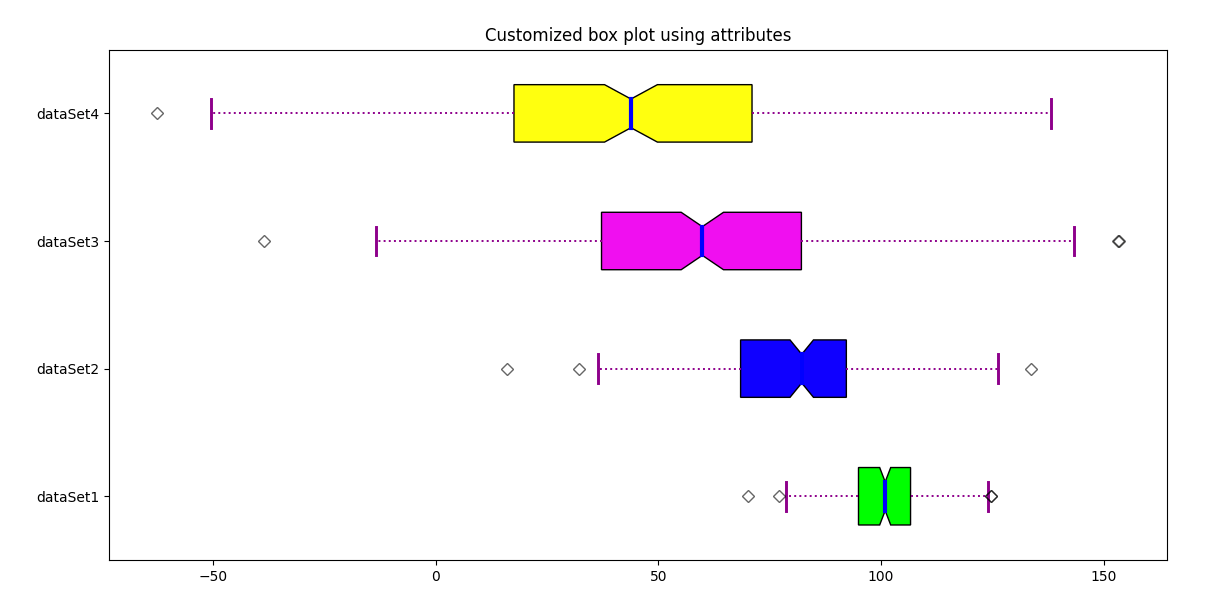 Customized box plot using attributes
dataSet4
dataSet3
dataSet2
dataSet1
−50 0 50 100 150